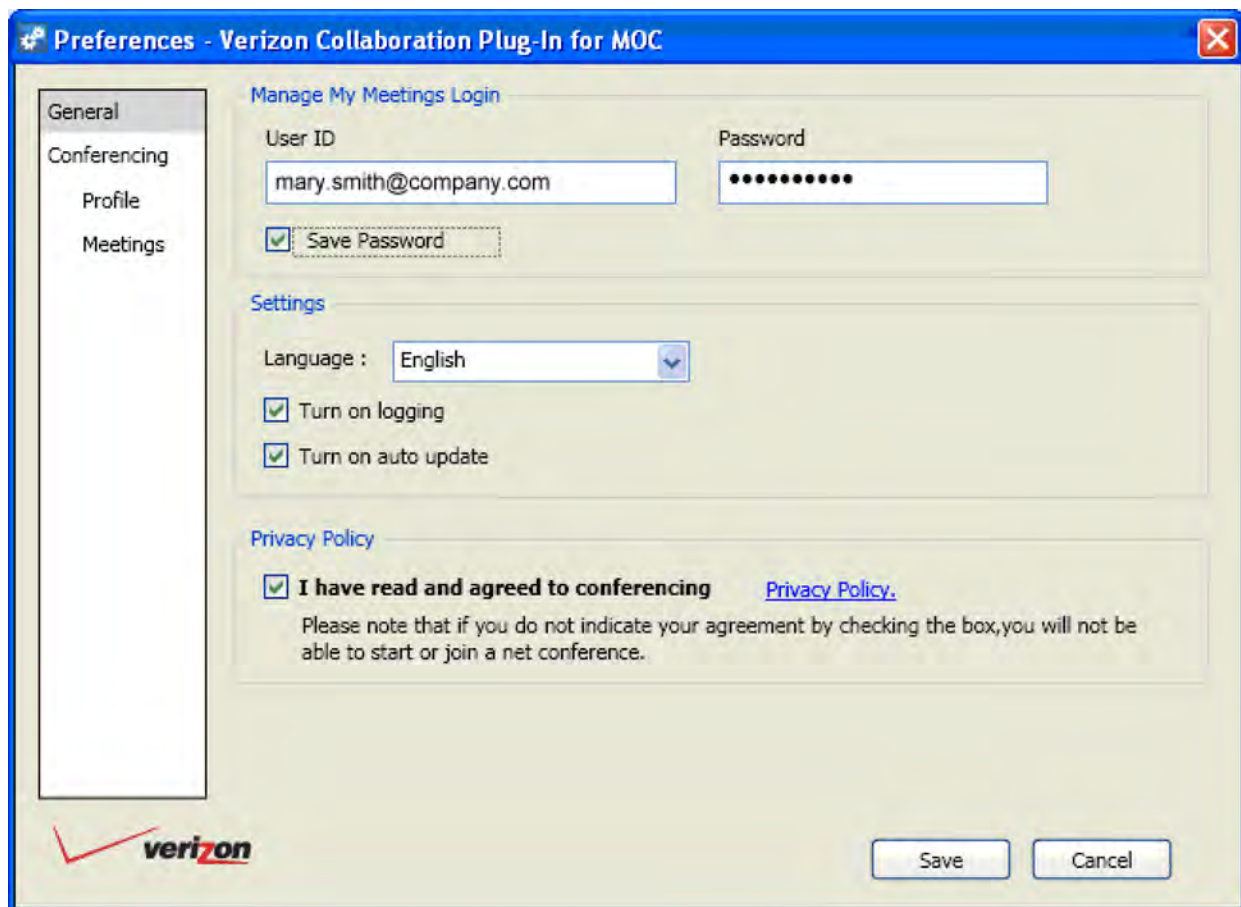 Preferences - Verizon Collaboration Plug-In for MOC
General
Conferencing
Profile
Meetings
Manage My Meetings Login
User ID
Password
mary.smith@company.com
••••••••••
Save Password
Settings
Language :
English
Turn on logging
Turn on auto update
Privacy Policy
I have read and agreed to conferencing Privacy Policy.
Please note that if you do not indicate your agreement by checking the box,you will not be
able to start or join a net conference.
verizon
Save
Cancel